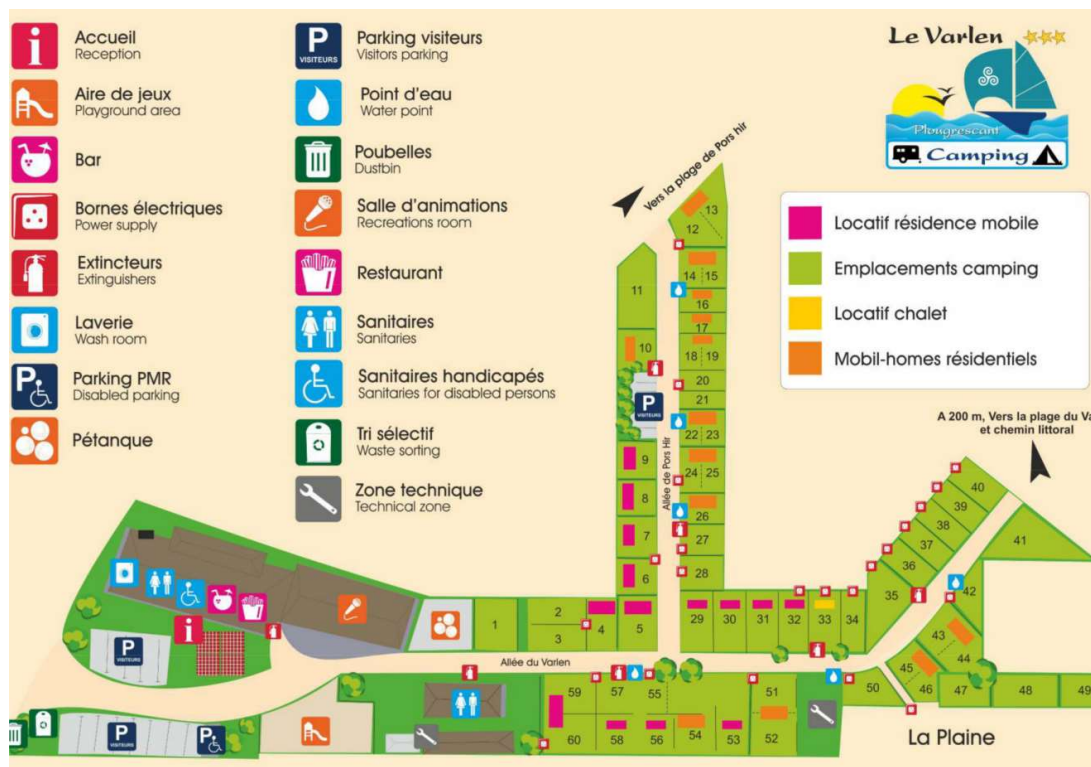 Accueil
Reception
Aire de jeux
Playground area
Bar
Bornes électriques
Power supply
Extincteurs
Extinguishers
Laverie
Wash room
Parking PMR
Disabled parking
Pétanque
P
VISITEURS
Parking visiteurs
Visitors parking
Point d'eau
Water point
Poubelles
Dustbin
Salle d'animations
Recreations room
Restaurant
Sanitaires
Sanitaries
Sanitaires handicapés
Sanitaries for disabled persons
Tri sélectif
Waste sorting
Zone technique
Technical zone
Le Varlen
Plougrescant
Camping
Locatif résidence mobile
Emplacements camping
Locatif chalet
Mobil-homes résidentiels
A 200 m, Vers la plage du Va
et chemin littoral
Vers la plage de Pors hir
13
12
14 15
11
16
17
10
18 19
20
P
VISITEURS
21
22 23
9
24 25
8
26
Allée de Pors Hir
7
27
6
28
40
39
38
37
36
35
41
42
1
2
3
4
5
29
30
31
32
33
34
43
44
45
46
47
48
49
50
Allée du Varlen
P
VISITEURS
P
VISITEURS
P
59
57
55
51
60
58
56
54
53
52
La Plaine